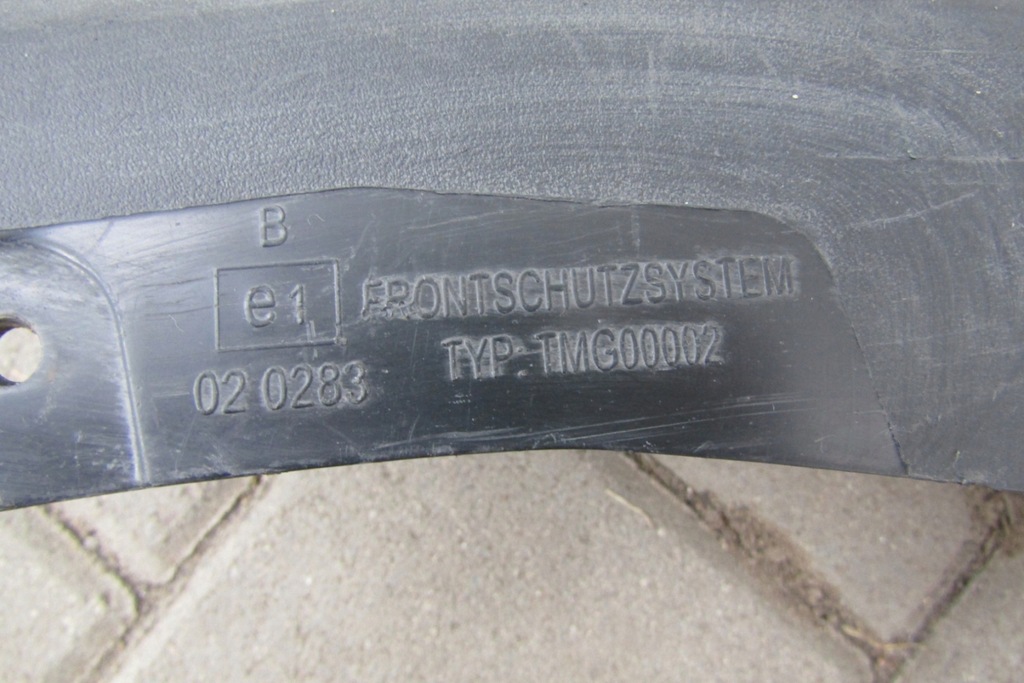 B
e1 FRONTSCHUTZSYSTEM
TYP: TMG00002
02 0283